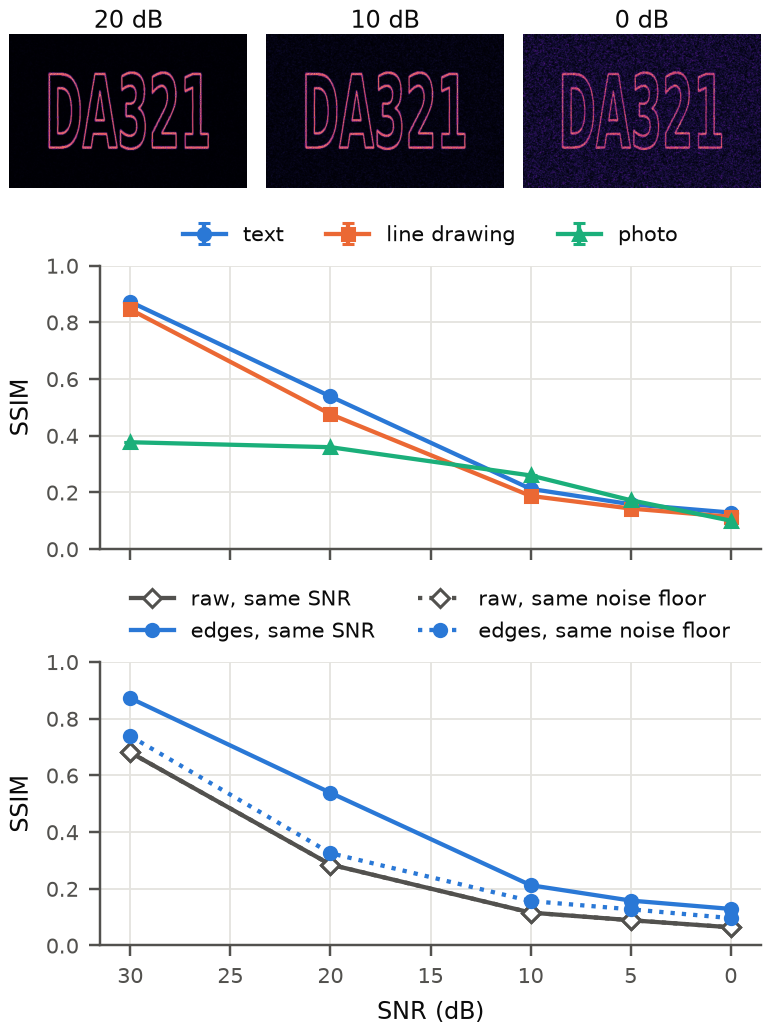 20 dB 10 dB 0 dB
DA321 DA321 DA321
text line drawing photo
1.0
0.8
0.6
0.4
0.2
0.0
SSIM
raw, same SNR raw, same noise floor
edges, same SNR edges, same noise floor
1.0
0.8
0.6
0.4
0.2
0.0
SSIM
30 25 20 15 10 5 0
SNR (dB)